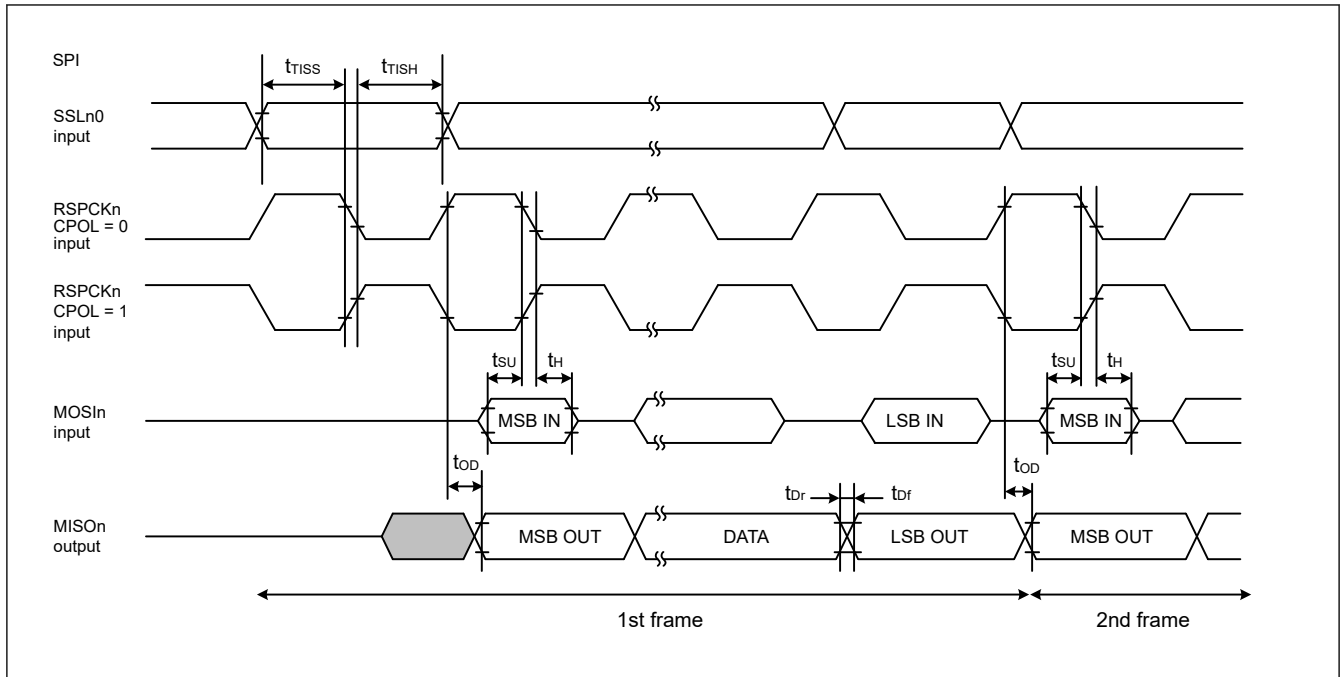 SPI
tTISS
tTISH
SSLn0
input
RSPCKn
CPOL = 0
input
RSPCKn
CPOL = 1
input
tSU
tH
tSU
tH
MOSIn
input
MSB IN
LSB IN
MSB IN
tOD
tDr
tDf
tOD
MISOn
output
MSB OUT
DATA
LSB OUT
MSB OUT
1st frame
2nd frame